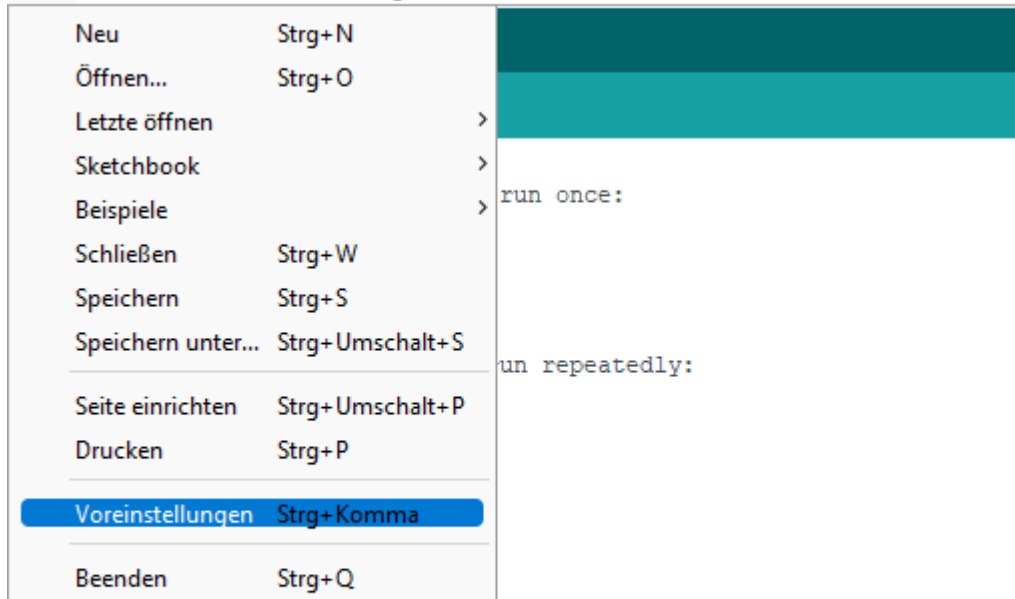 Neu Strg+N
Öffnen... Strg+O
Letzte öffnen
Sketchbook
Beispiele
Schließen Strg+W
Speichern Strg+S
Speichern unter... Strg+Umschalt+S
Seite einrichten Strg+Umschalt+P
Drucken Strg+P
Voreinstellungen Strg+Komma
Beenden Strg+Q
run once:
run repeatedly: